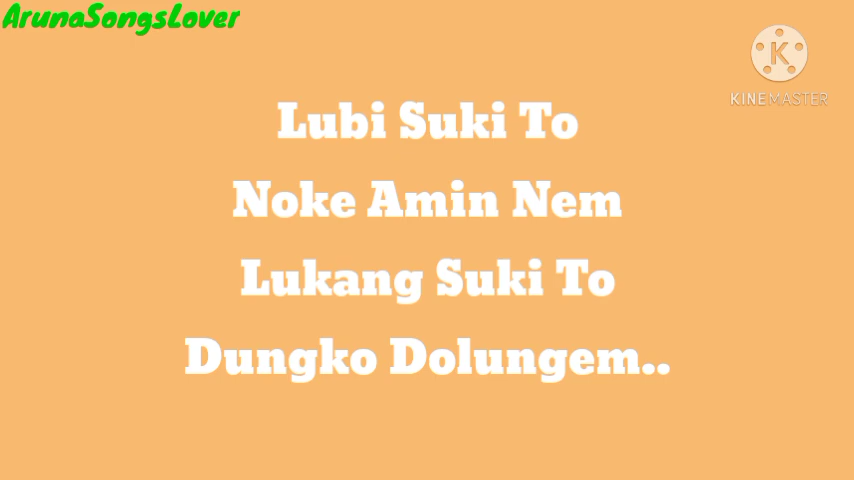 ArunaSongsLover
K
KINEMASTER
Lubi Suki To
Noke Amin Nem
Lukang Suki To
Dungko Dolungem..